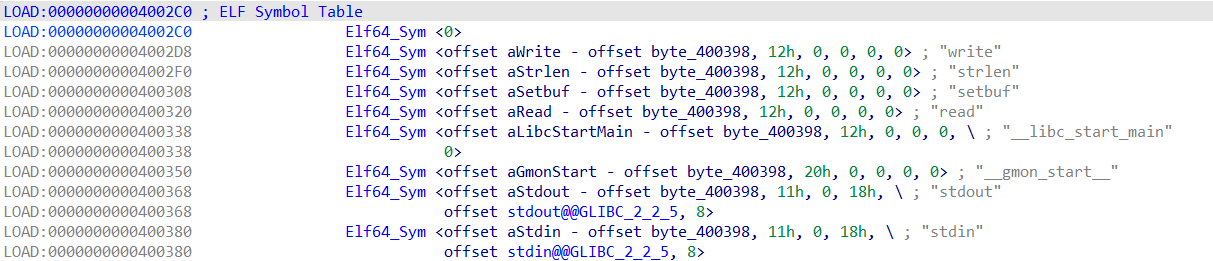 LOAD:00000000004002C0 ; ELF Symbol Table
LOAD:00000000004002C0 Elf64_Sym <0>
LOAD:00000000004002D8 Elf64_Sym <offset aWrite - offset byte_400398, 12h, 0, 0, 0, 0> ; "write"
LOAD:00000000004002F0 Elf64_Sym <offset aStrlen - offset byte_400398, 12h, 0, 0, 0, 0> ; "strlen"
LOAD:0000000000400308 Elf64_Sym <offset aSetbuf - offset byte_400398, 12h, 0, 0, 0, 0> ; "setbuf"
LOAD:0000000000400320 Elf64_Sym <offset aRead - offset byte_400398, 12h, 0, 0, 0, 0> ; "read"
LOAD:0000000000400338 Elf64_Sym <offset aLibcStartMain - offset byte_400398, 12h, 0, 0, 0, \ ; "__libc_start_main"
LOAD:0000000000400338 0>
LOAD:0000000000400350 Elf64_Sym <offset aGmonStart - offset byte_400398, 20h, 0, 0, 0, 0> ; "__gmon_start__"
LOAD:0000000000400368 Elf64_Sym <offset aStdout - offset byte_400398, 11h, 0, 18h, \ ; "stdout"
LOAD:0000000000400368 offset stdout@@GLIBC_2_2_5, 8>
LOAD:0000000000400380 Elf64_Sym <offset aStdin - offset byte_400398, 11h, 0, 18h, \ ; "stdin"
LOAD:0000000000400380 offset stdin@@GLIBC_2_2_5, 8>